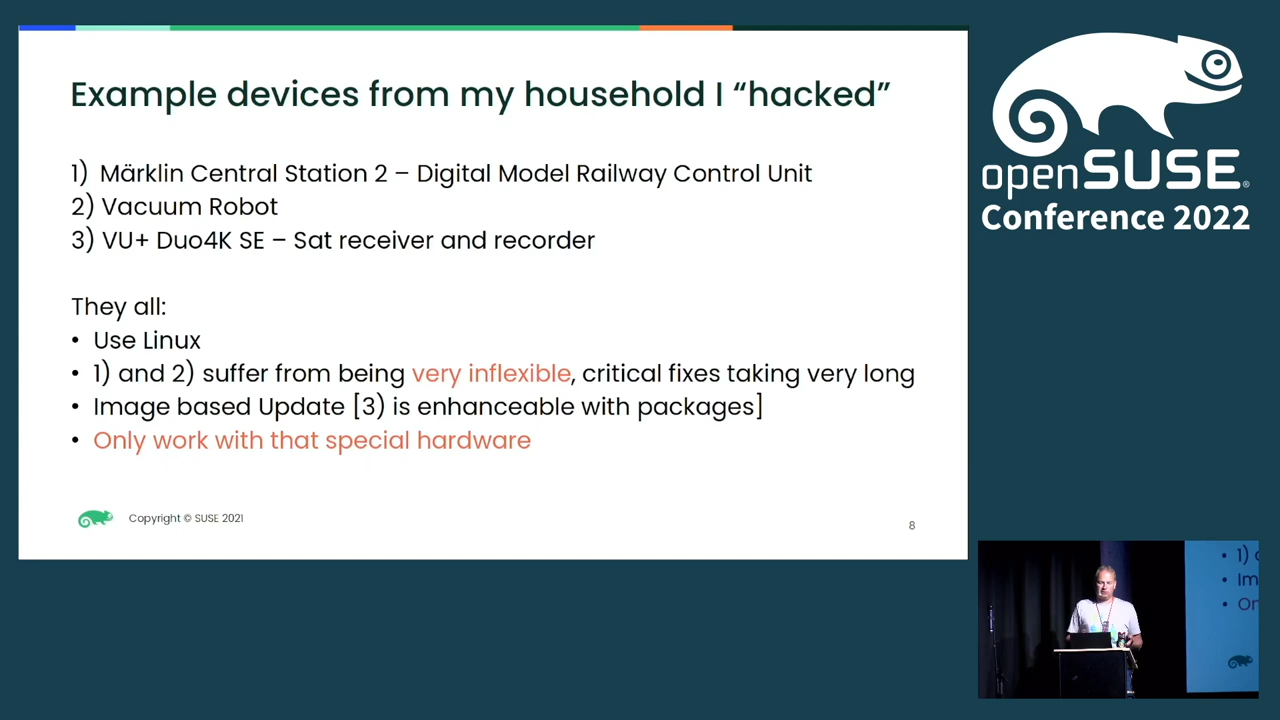 Example devices from my household I “hacked”
1) Märklin Central Station 2 – Digital Model Railway Control Unit
2) Vacuum Robot
3) VU+ Duo4K SE – Sat receiver and recorder
They all:
• Use Linux
• 1) and 2) suffer from being very inflexible, critical fixes taking very long
• Image based Update [3) is enhanceable with packages]
• Only work with that special hardware
Copyright © SUSE 2021
8
openSUSE®
Conference 2022
• 1) c
• Im
• On